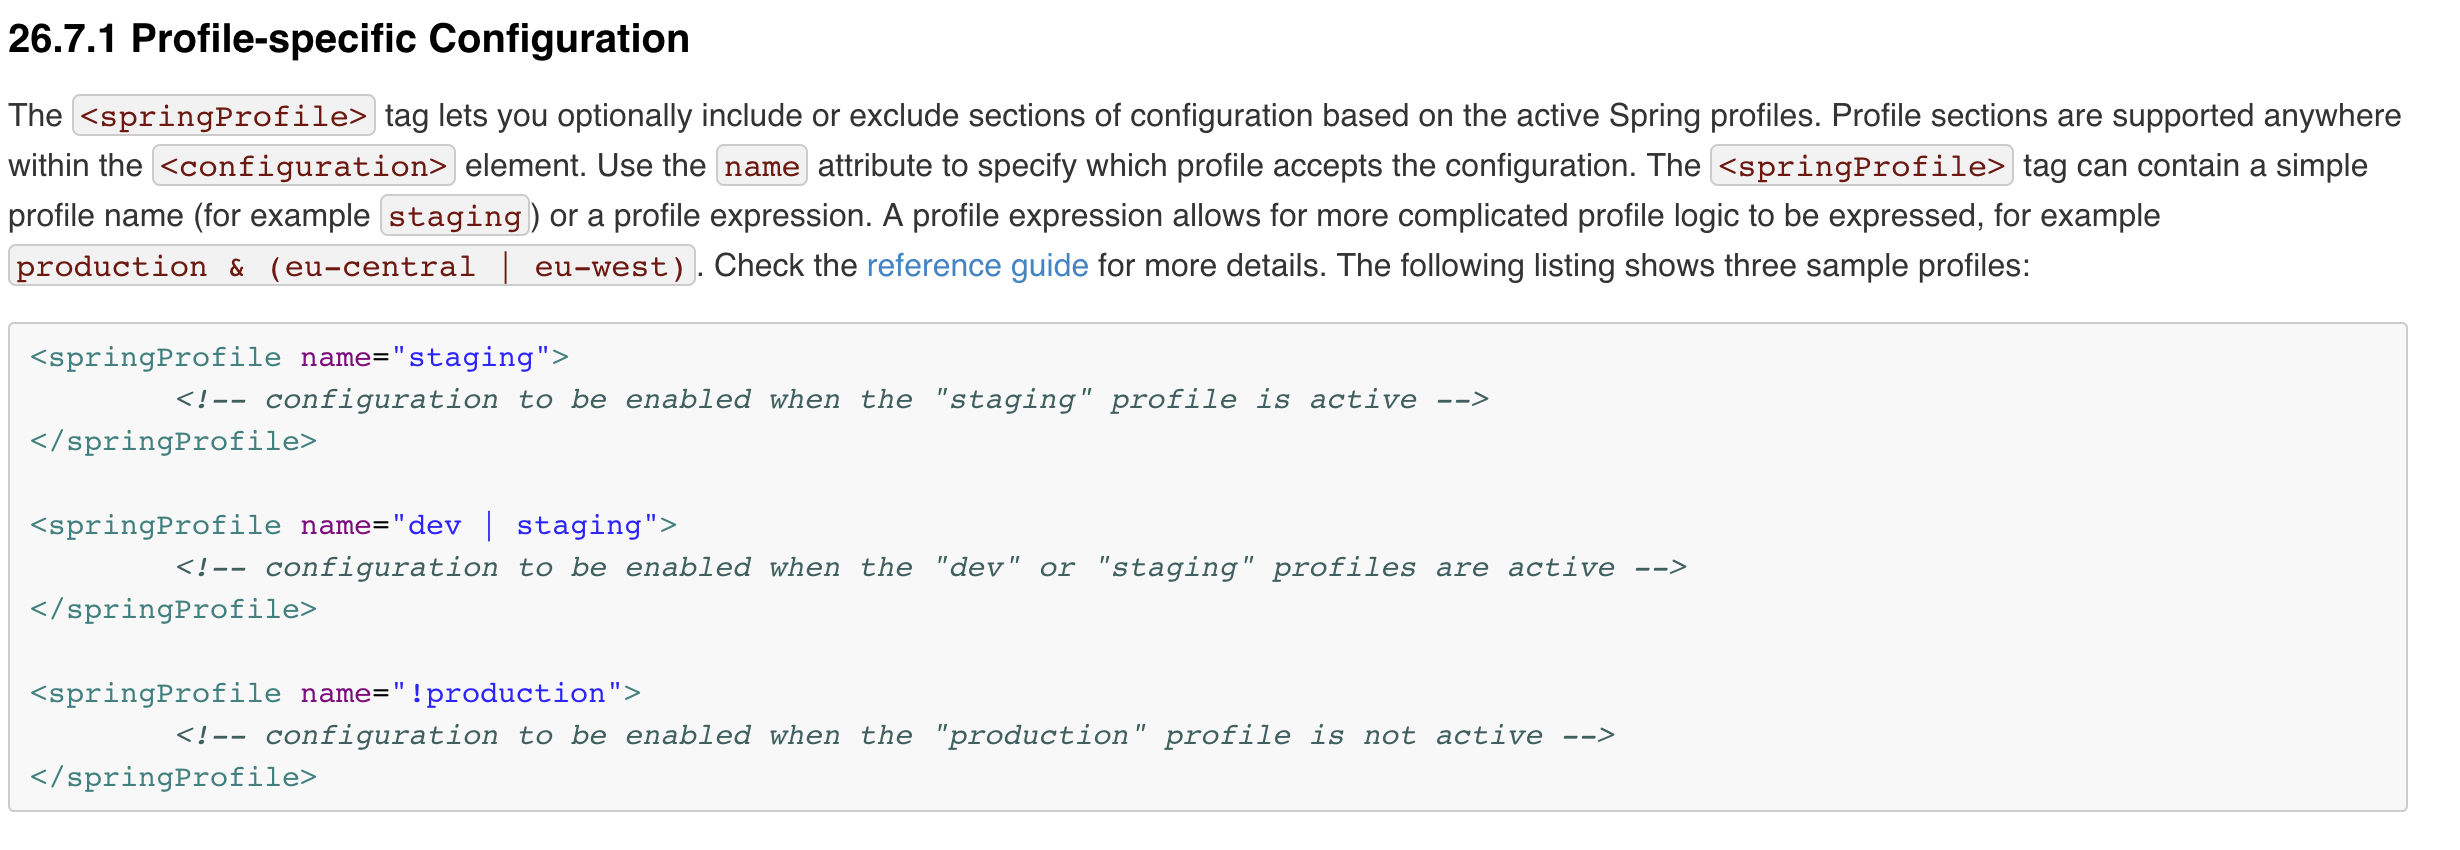 26.7.1 Profile-specific Configuration
The <springProfile> tag lets you optionally include or exclude sections of configuration based on the active Spring profiles. Profile sections are supported anywhere
within the <configuration> element. Use the name attribute to specify which profile accepts the configuration. The <springProfile> tag can contain a simple
profile name (for example staging) or a profile expression. A profile expression allows for more complicated profile logic to be expressed, for example
production & (eu-central | eu-west). Check the reference guide for more details. The following listing shows three sample profiles:
<springProfile name="staging">
        <!-- configuration to be enabled when the "staging" profile is active -->
</springProfile>
<springProfile name="dev | staging">
        <!-- configuration to be enabled when the "dev" or "staging" profiles are active -->
</springProfile>
<springProfile name="!production">
        <!-- configuration to be enabled when the "production" profile is not active -->
</springProfile>